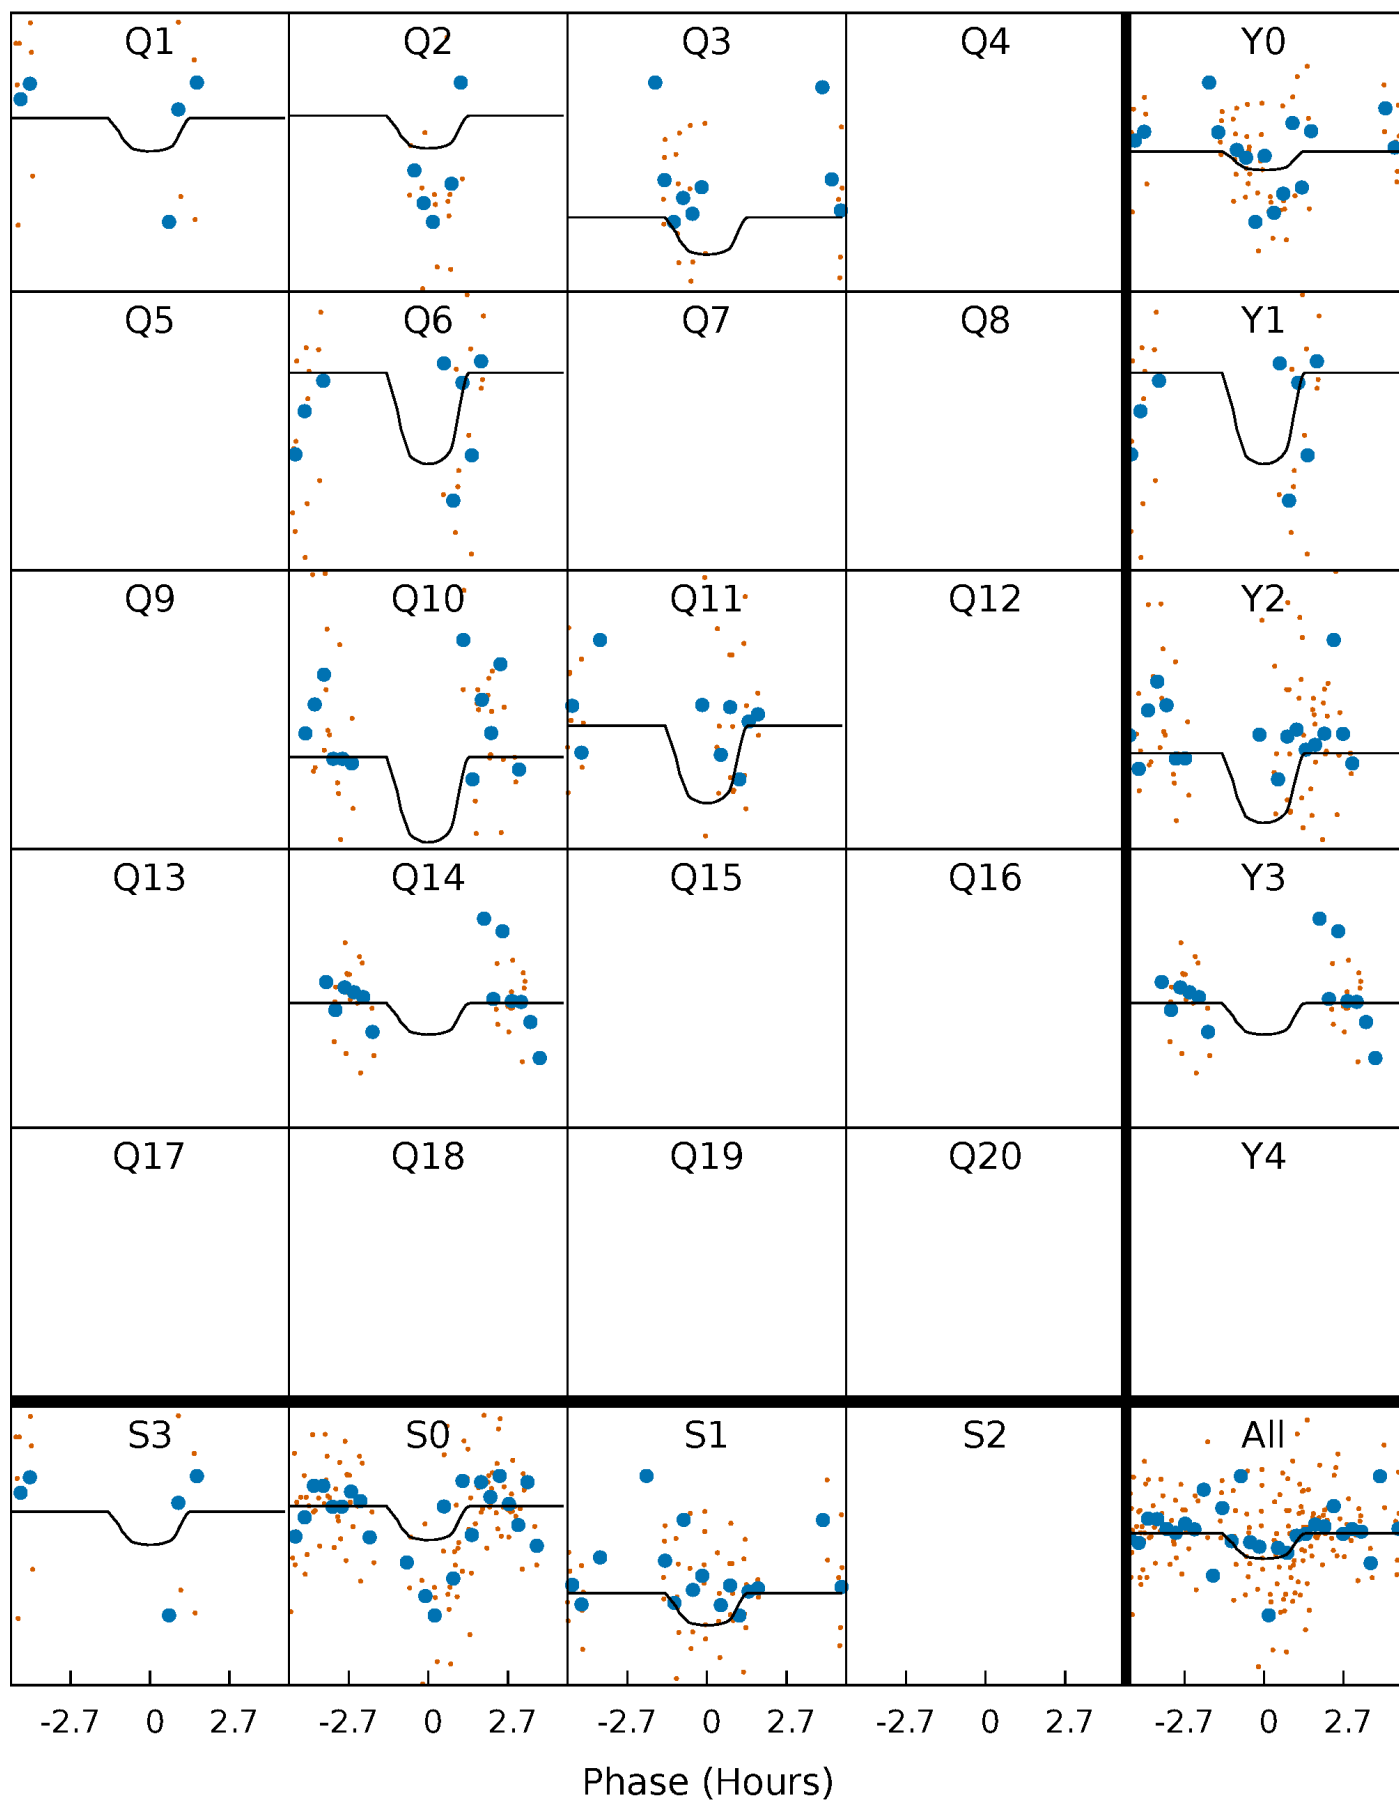 Q1 Q2 Q3 Q4 Y0
Q5 Q6 Q7 Q8 Y1
Q9 Q10 Q11 Q12 Y2
Q13 Q14 Q15 Q16 Y3
Q17 Q18 Q19 Q20 Y4
S3 S0 S1 S2 All
-2.7 0 2.7 -2.7 0 2.7 -2.7 0 2.7 -2.7 0 2.7 -2.7 0 2.7
Phase (Hours)